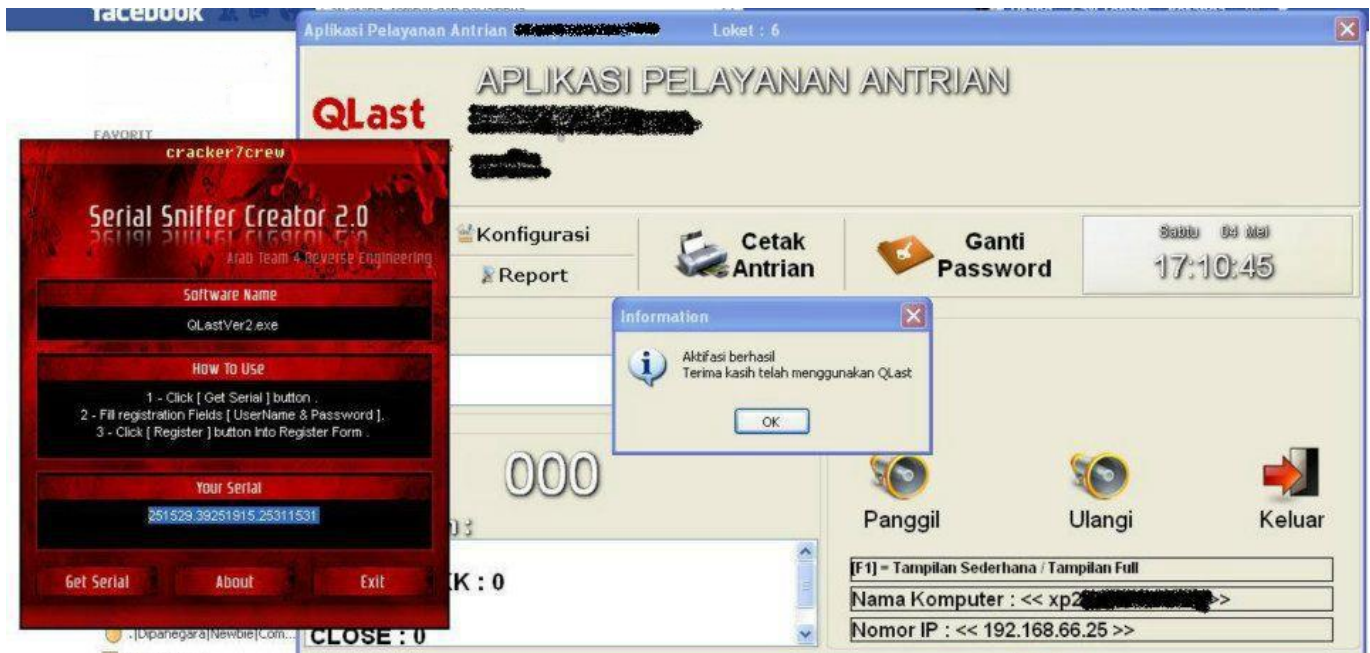 facebook
FAVORIT
.|Dipanegara|Newbie|Com...
Aplikasi Pelayanan Antrian
Loket : 6
APLIKASI PELAYANAN ANTRIAN
QLast
Konfigurasi
Report
Cetak
Antrian
Ganti
Password
Sabtu 04 Mei
17:10:45
cracker7crew
Serial Sniffer Creator 2.0
Arab Team 4 Reverse Engineering
Software Name
QLastVer2.exe
How To Use
1 - Click [ Get Serial ] button .
2 - Fill registration Fields [ UserName & Password ].
3 - Click [ Register ] button Into Register Form .
Your Serial
251529.39251915.25311531
Get Serial
About
Exit
Information
Aktifasi berhasil
Terima kasih telah menggunakan QLast
OK
000
K : 0
CLOSE : 0
Panggil
Ulangi
Keluar
[F1] = Tampilan Sederhana / Tampilan Full
Nama Komputer : << xp2 >>
Nomor IP : << 192.168.66.25 >>